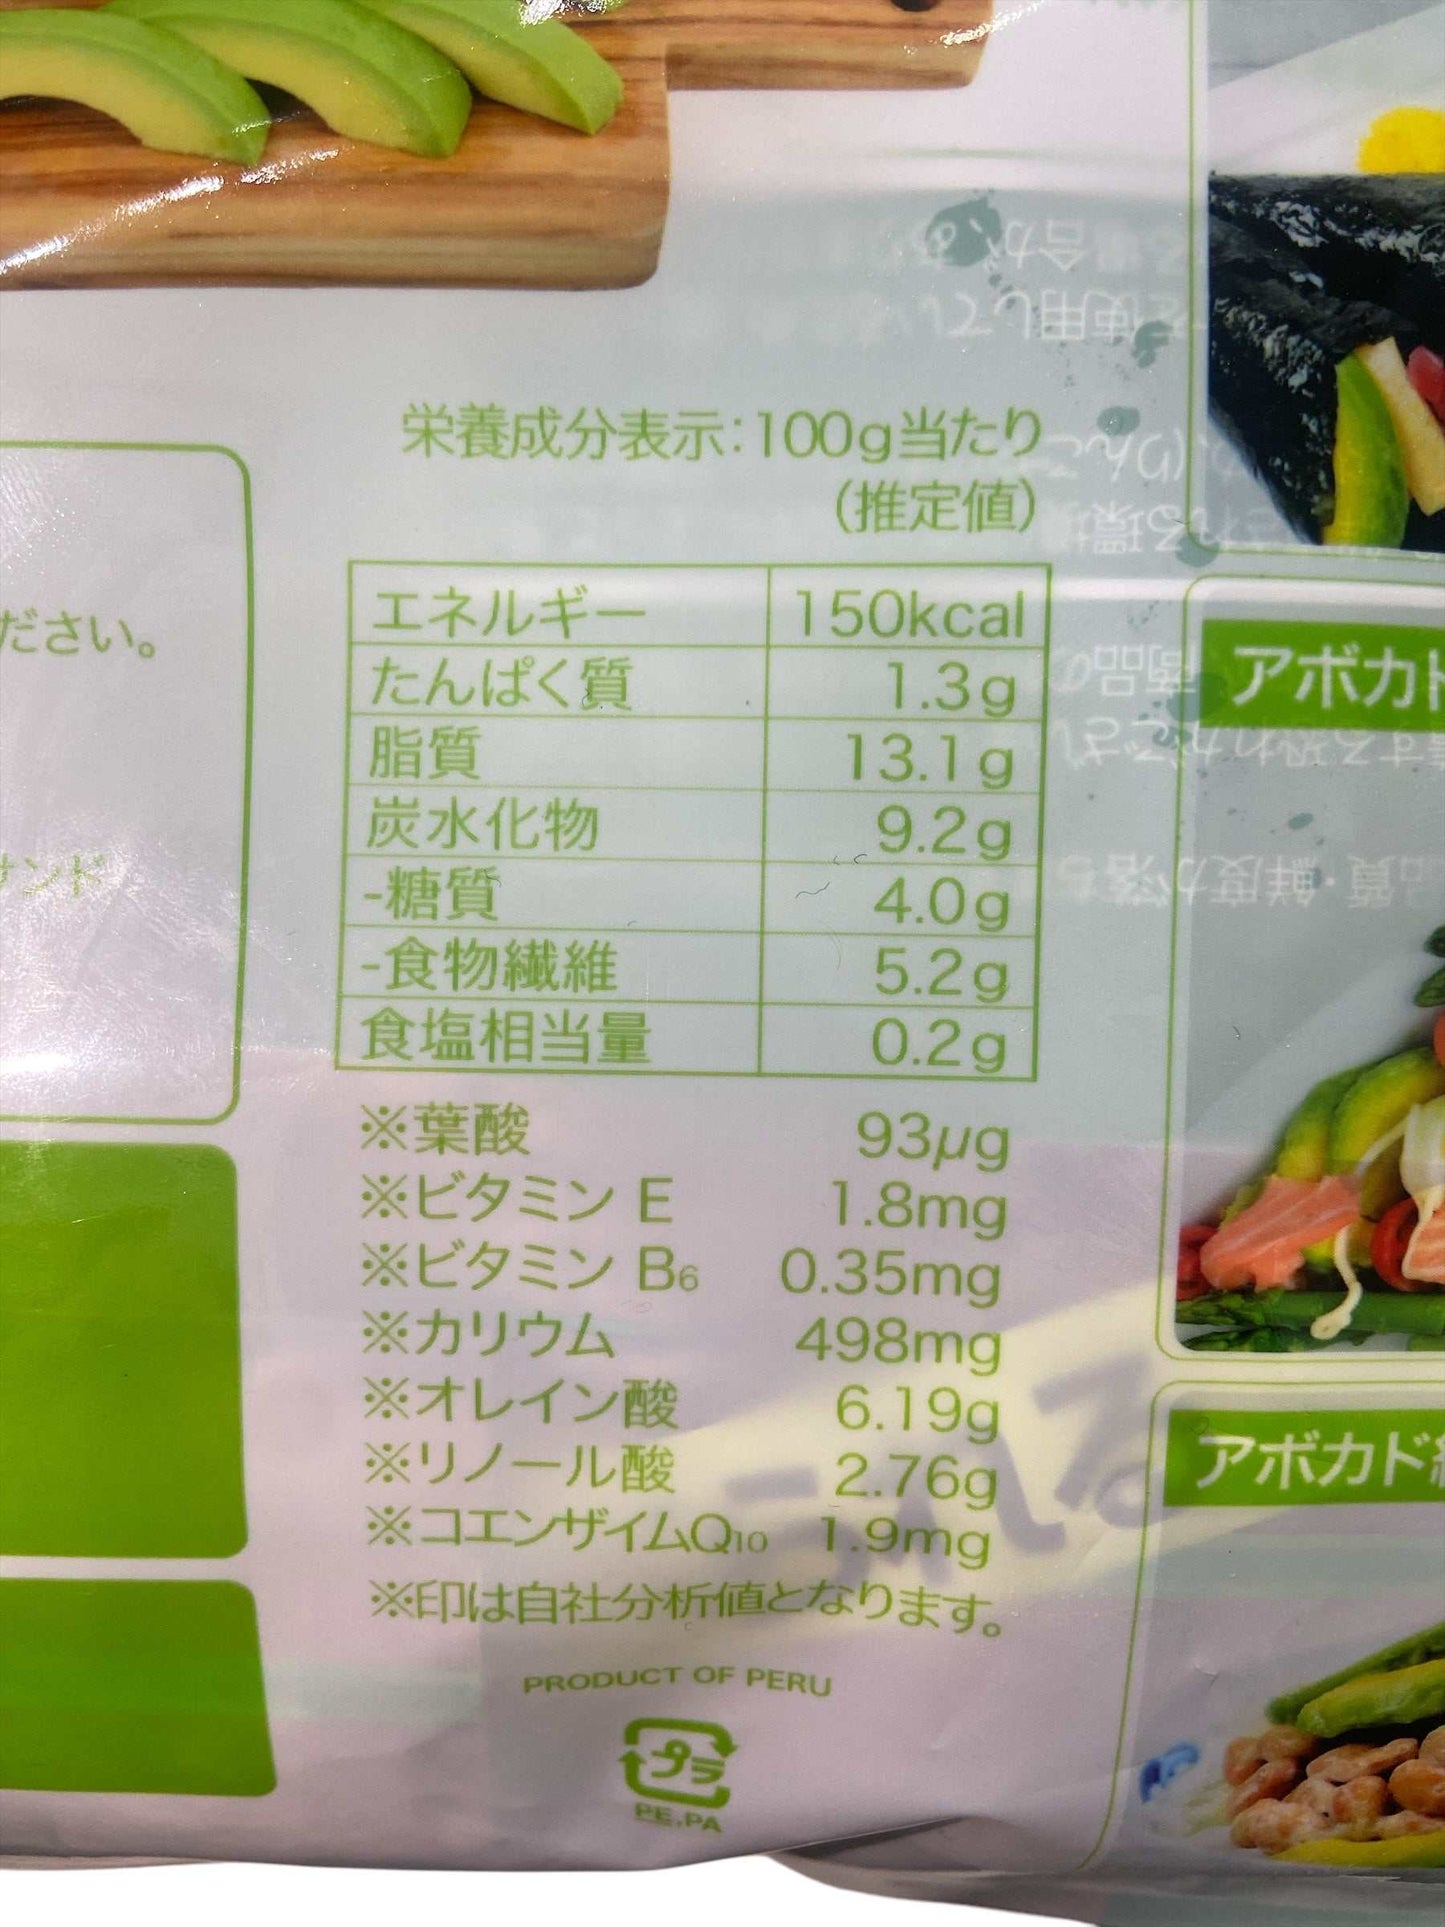 栄養成分表示：100g当たり
（推定値）
エネルギー 150kcal
たんぱく質 1.3g
脂質 13.1g
炭水化物 9.2g
-糖質 4.0g
-食物繊維 5.2g
食塩相当量 0.2g
※葉酸 93μg
※ビタミン E 1.8mg
※ビタミン B6 0.35mg
※カリウム 498mg
※オレイン酸 6.19g
※リノール酸 2.76g
※コエンザイムQ10 1.9mg
※印は自社分析値となります。
PRODUCT OF PERU
プラ
PE,PA
ださい。
サンド
アボカド
アボカド